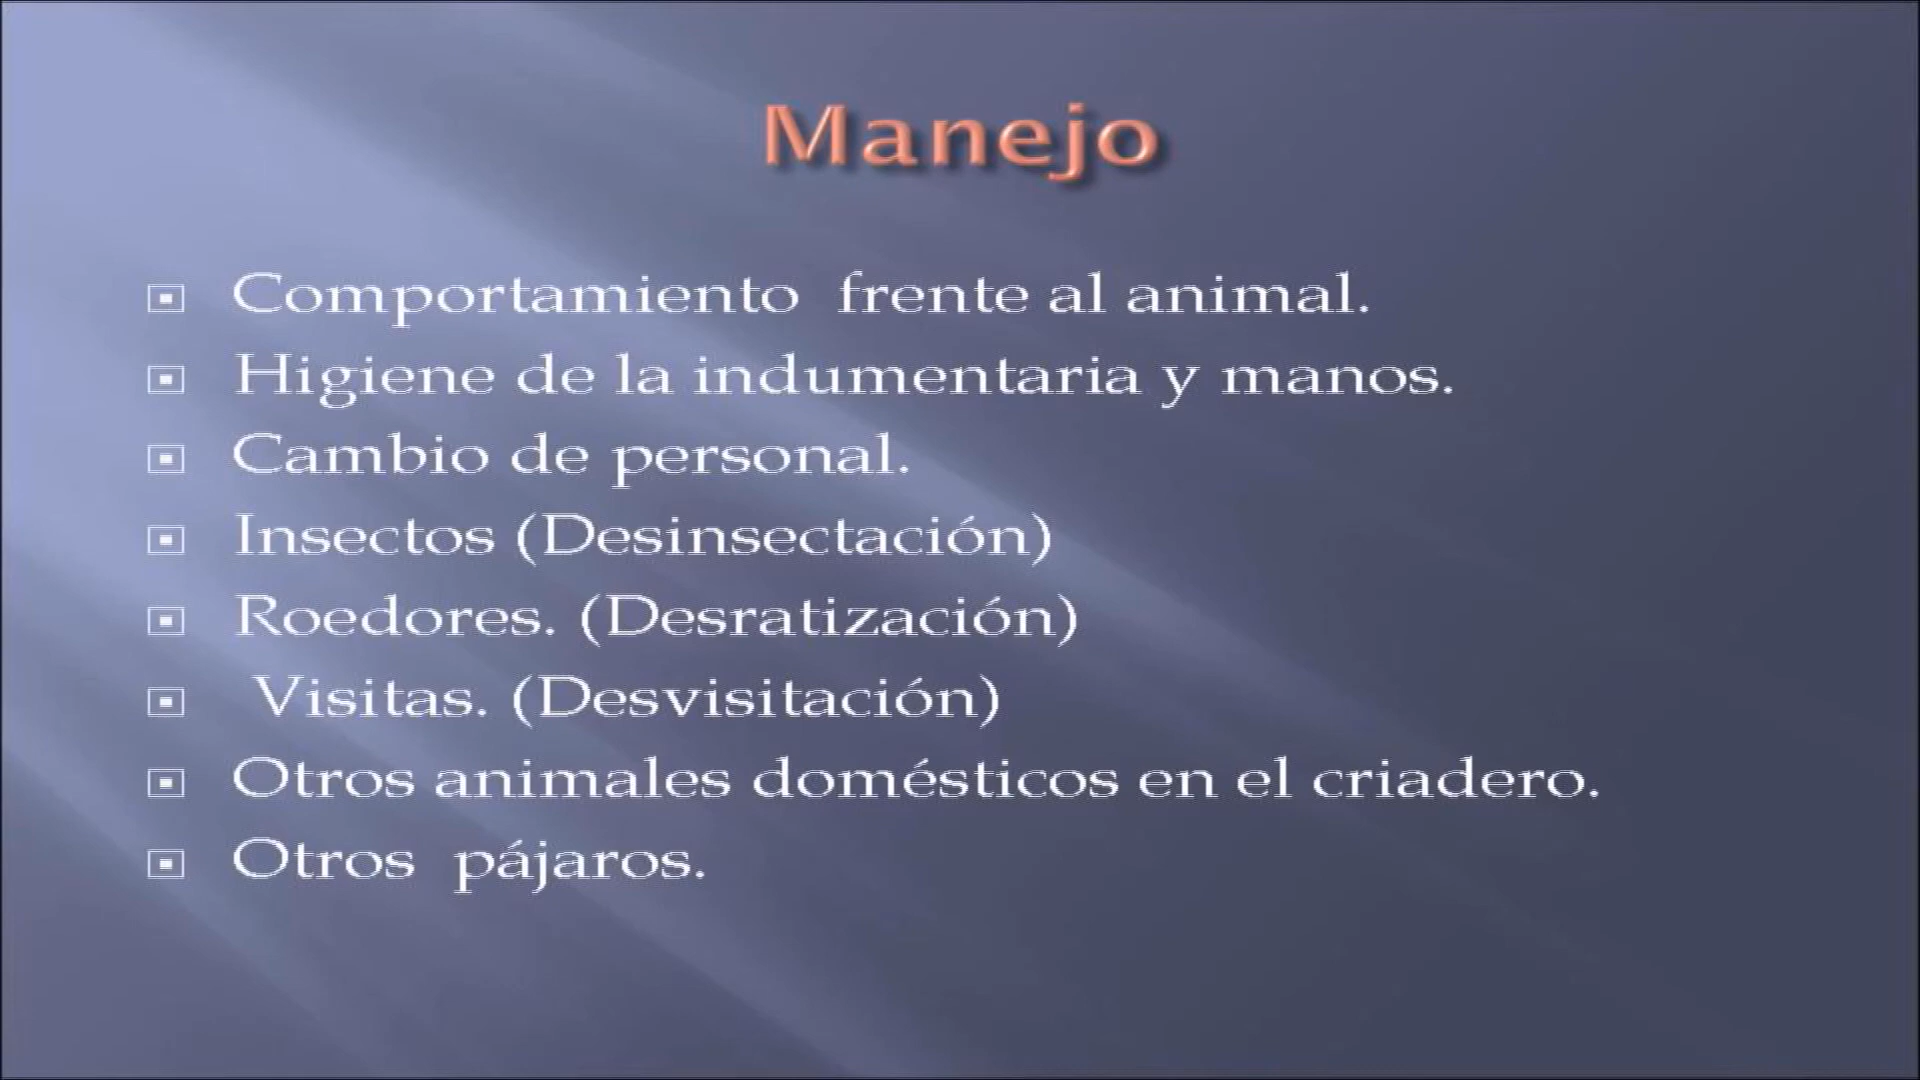 Manejo
Comportamiento frente al animal.
Higiene de la indumentaria y manos.
Cambio de personal.
Insectos (Desinsectación)
Roedores. (Desratización)
Visitas. (Desvisitación)
Otros animales domésticos en el criadero.
Otros pájaros.